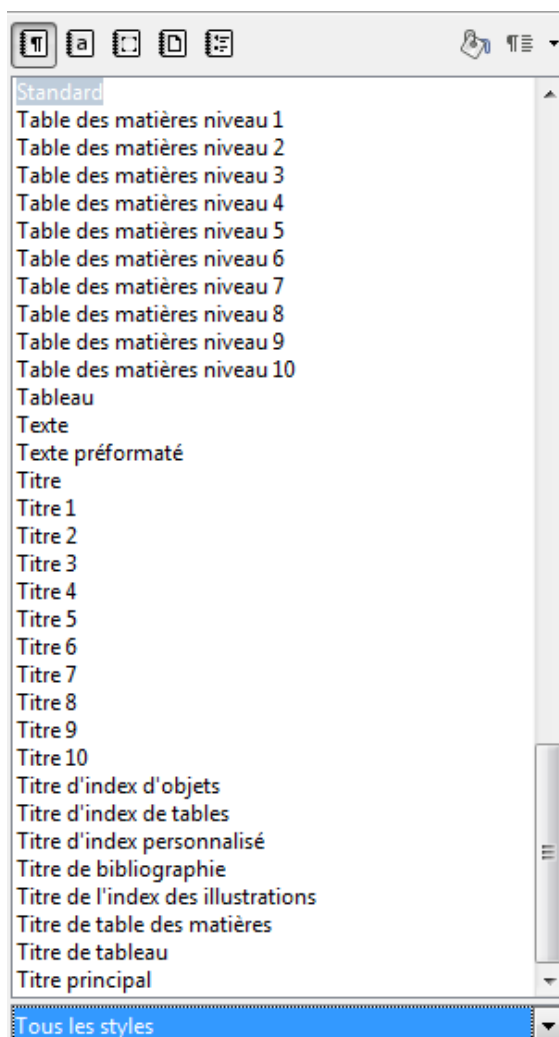 Standard
Table des matières niveau 1
Table des matières niveau 2
Table des matières niveau 3
Table des matières niveau 4
Table des matières niveau 5
Table des matières niveau 6
Table des matières niveau 7
Table des matières niveau 8
Table des matières niveau 9
Table des matières niveau 10
Tableau
Texte
Texte préformaté
Titre
Titre 1
Titre 2
Titre 3
Titre 4
Titre 5
Titre 6
Titre 7
Titre 8
Titre 9
Titre 10
Titre d'index d'objets
Titre d'index de tables
Titre d'index personnalisé
Titre de bibliographie
Titre de l'index des illustrations
Titre de table des matières
Titre de tableau
Titre principal
Tous les styles